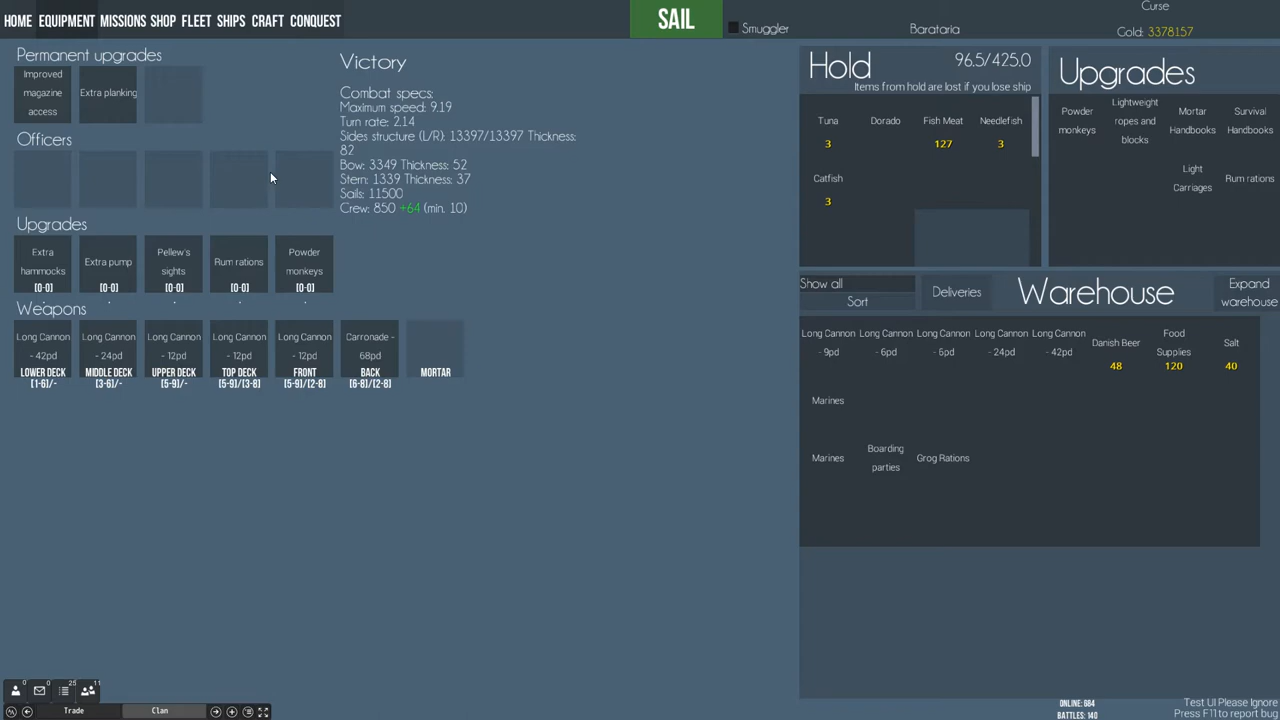 HOME EQUIPMENT MISSIONS SHOP FLEET SHIPS CRAFT CONQUEST
SAIL
Smuggler
Barataria
Curse
Gold: 3378157
Permanent upgrades
Improved magazine access
Extra planking
Officers
Upgrades
Extra hammocks [0-0]
Extra pump [0-0]
Pellew's sights [0-0]
Rum rations [0-0]
Powder monkeys [0-0]
Weapons
Long Cannon - 42pd LOWER DECK [1-6]/-
Long Cannon - 24pd MIDDLE DECK [3-6]/-
Long Cannon - 12pd UPPER DECK [5-9]/-
Long Cannon - 12pd TOP DECK [5-9]/[3-8]
Long Cannon - 12pd FRONT [5-9]/[2-8]
Carronade - 68pd BACK [6-8]/[2-8]
MORTAR
Victory
Combat specs:
Maximum speed: 9.19
Turn rate: 2.14
Sides structure (L/R): 13397/13397 Thickness:
82
Bow: 3349 Thickness: 52
Stern: 1339 Thickness: 37
Sails: 11500
Crew: 850 +64 (min. 10)
Hold 96.5/425.0
Items from hold are lost if you lose ship
Tuna 3
Dorado
Fish Meat 127
Needlefish 3
Catfish 3
Upgrades
Powder monkeys
Lightweight ropes and blocks
Mortar Handbooks
Survival Handbooks
Light Carriages
Rum rations
Show all
Sort
Deliveries
Warehouse
Expand warehouse
Long Cannon - 9pd
Long Cannon - 6pd
Long Cannon - 6pd
Long Cannon - 24pd
Long Cannon - 42pd
Danish Beer 48
Food Supplies 120
Salt 40
Marines
Marines
Boarding parties
Grog Rations
0 0 25 11
Trade Clan
ONLINE: 684
BATTLES: 140
Test UI Please Ignore
Press F11 to report bug